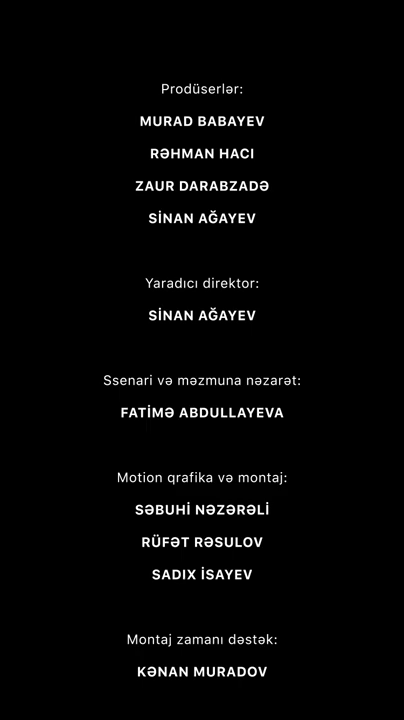 Prodüserlər:
MURAD BABAYEV
RƏHMAN HACI
ZAUR DARABZADƏ
SİNAN AĞAYEV
Yaradıcı direktor:
SİNAN AĞAYEV
Ssenari və məzmuna nəzarət:
FATİMƏ ABDULLAYEVA
Motion qrafika və montaj:
SƏBUHİ NƏZƏRƏLİ
RÜFƏT RƏSULOV
SADIX İSAYEV
Montaj zamanı dəstək:
KƏNAN MURADOV